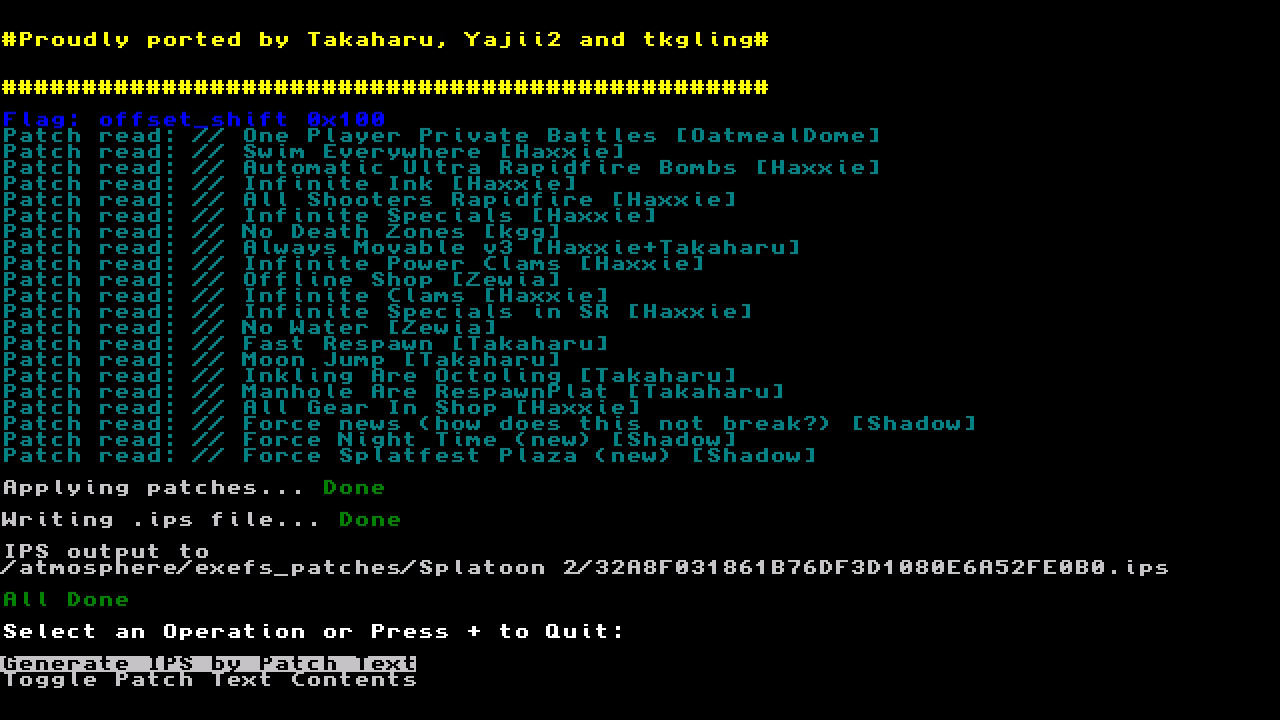 #Proudly ported by Takaharu, Yajii2 and tkgling#
################################################
Flag: offset_shift 0x100
Patch read: // One Player Private Battles [OatmealDome]
Patch read: // Swim Everywhere [Haxxie]
Patch read: // Automatic Ultra Rapidfire Bombs [Haxxie]
Patch read: // Infinite Ink [Haxxie]
Patch read: // All Shooters Rapidfire [Haxxie]
Patch read: // Infinite Specials [Haxxie]
Patch read: // No Death Zones [kgg]
Patch read: // Always Movable v3 [Haxxie+Takaharu]
Patch read: // Infinite Power Clams [Haxxie]
Patch read: // Offline Shop [Zewia]
Patch read: // Infinite Clams [Haxxie]
Patch read: // Infinite Specials in SR [Haxxie]
Patch read: // No Water [Zewia]
Patch read: // Fast Respawn [Takaharu]
Patch read: // Moon Jump [Takaharu]
Patch read: // Inkling Are Octoling [Takaharu]
Patch read: // Manhole Are RespawnPlat [Takaharu]
Patch read: // All Gear In Shop [Haxxie]
Patch read: // Force news (how does this not break?) [Shadow]
Patch read: // Force Night Time (new) [Shadow]
Patch read: // Force Splatfest Plaza (new) [Shadow]
Applying patches... Done
Writing .ips file... Done
IPS output to
/atmosphere/exefs_patches/Splatoon 2/32A8F031861B76DF3D1080E6A52FE0B0.ips
All Done
Select an Operation or Press + to Quit:
Generate IPS by Patch Text
Toggle Patch Text Contents